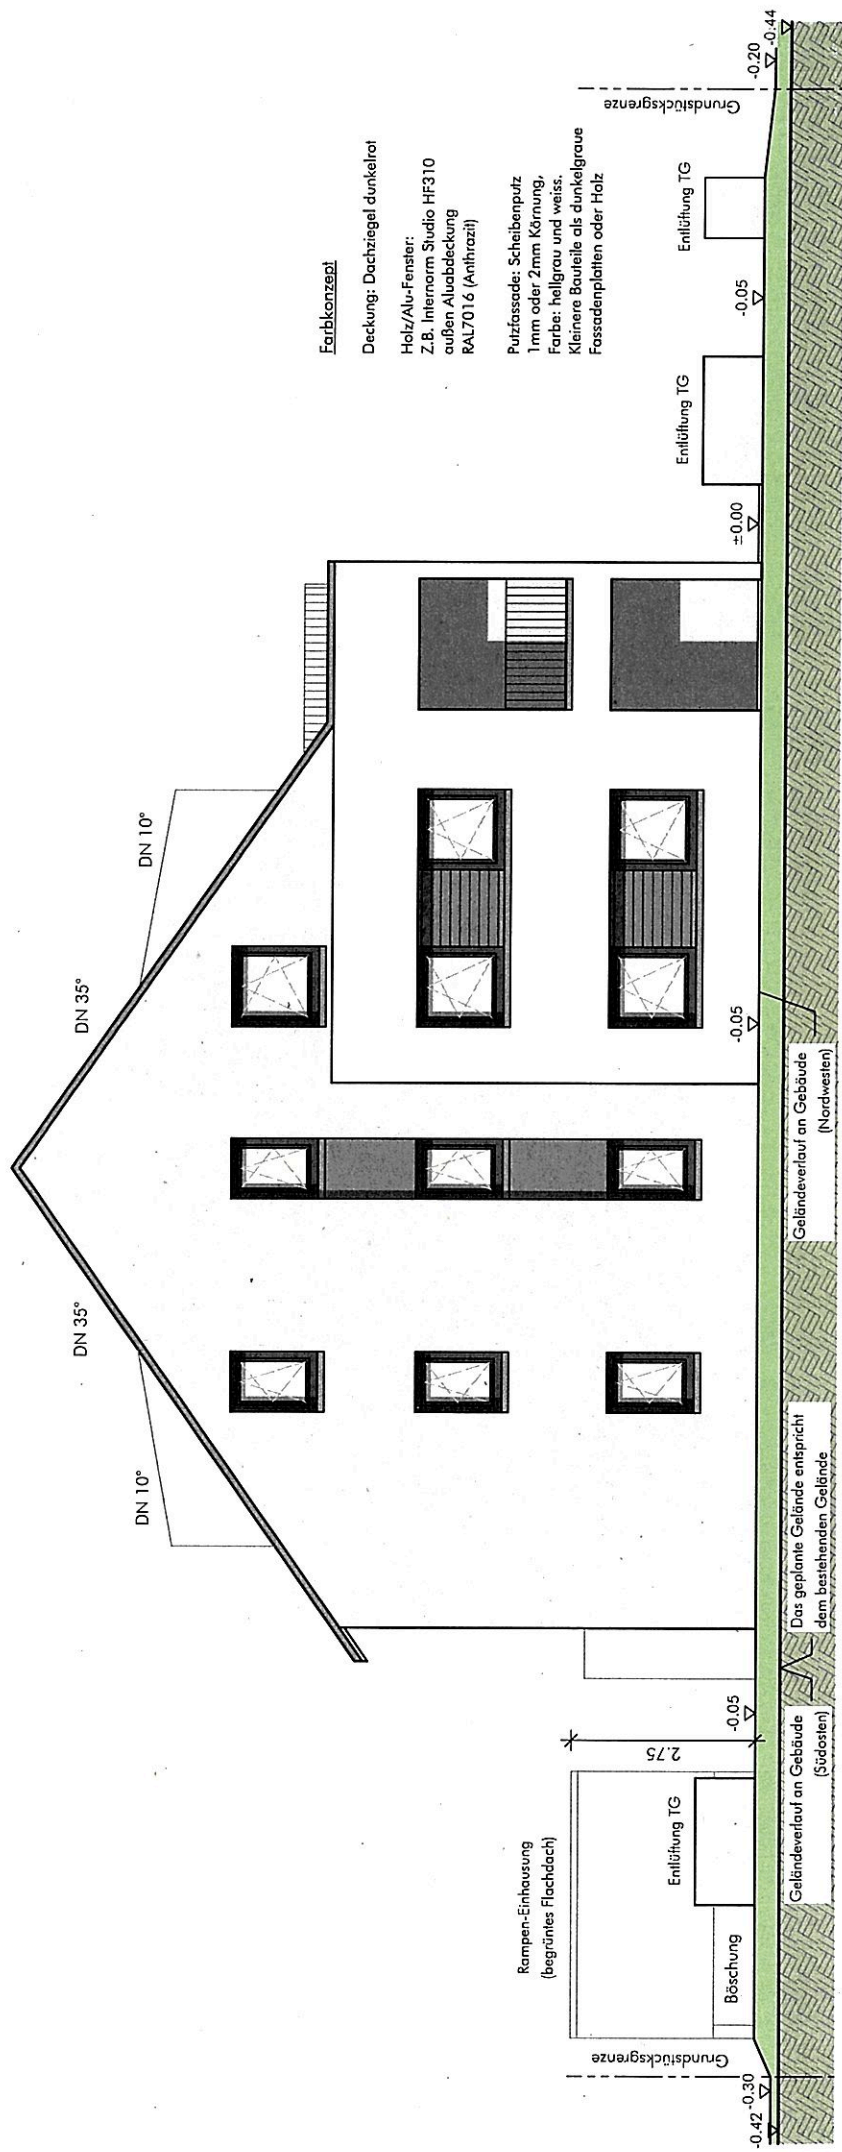 DN 35°
DN 35°
DN 10°
DN 10°
Farbkonzept
Deckung: Dachziegel dunkelrot
Holz/Alu-Fenster:
Z.B. Internorm Studio HF310
außen Aluabdeckung
RAL7016 (Anthrazit)
Putzfassade: Scheibenputz
1mm oder 2mm Körnung,
Farbe: hellgrau und weiss.
Kleinere Bauteile als dunkelgraue
Fassadenplatten oder Holz
Rampen-Einhausung
(begrüntes Flachdach)
2.75
Entlüftung TG
Böschung
Grundstücksgrenze
-0.42
-0.30
-0.05
-0.05
±0.00
Entlüftung TG
-0.05
Entlüftung TG
Grundstücksgrenze
-0.20
-0.44
Geländeverlauf an Gebäude
(Südosten)
Das geplante Gelände entspricht
dem bestehenden Gelände
Geländeverlauf an Gebäude
(Nordwesten)